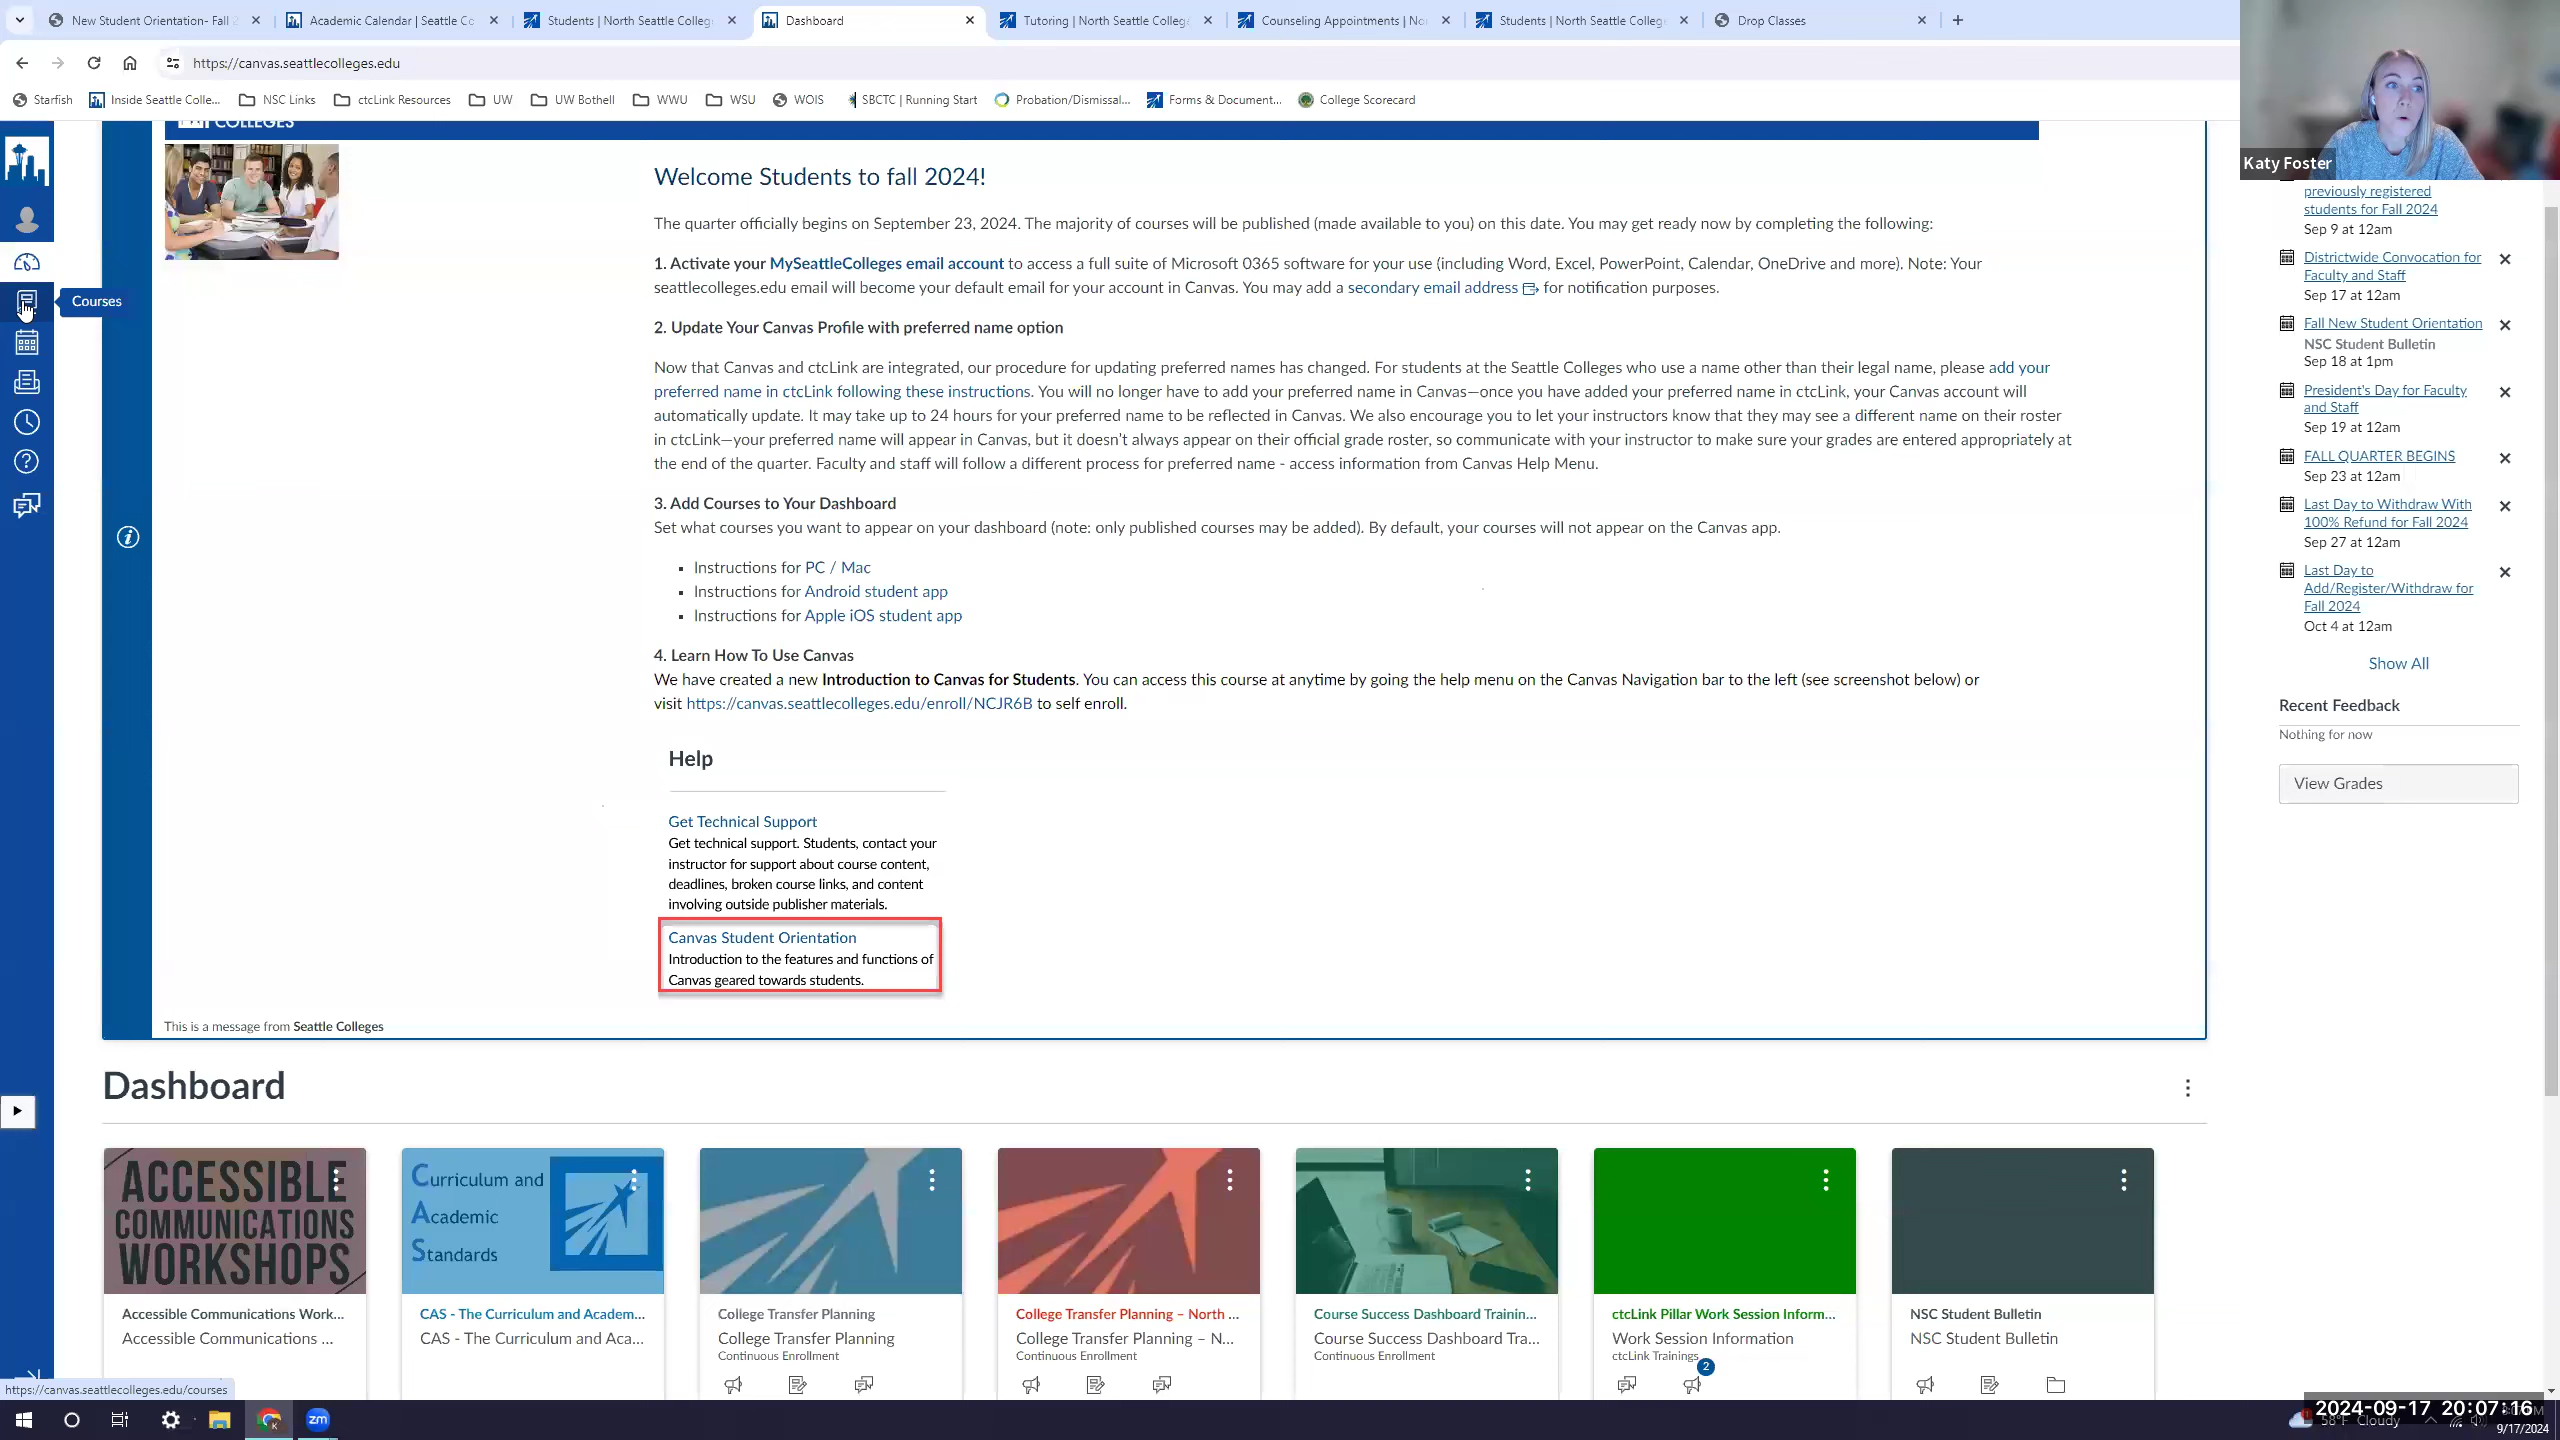 New Student Orientation- Fall 2
Academic Calendar | Seattle Co
Students | North Seattle College
Dashboard
Tutoring | North Seattle College
Counseling Appointments | No
Students | North Seattle College
Drop Classes
https://canvas.seattlecolleges.edu
Starfish
Inside Seattle Colle...
NSC Links
ctcLink Resources
UW
UW Bothell
WWU
WSU
WOIS
SBCTC | Running Start
Probation/Dismissal...
Forms & Document...
College Scorecard
Katy Foster
COLLEGES
Courses
Welcome Students to fall 2024!
The quarter officially begins on September 23, 2024. The majority of courses will be published (made available to you) on this date. You may get ready now by completing the following:
1. Activate your MySeattleColleges email account to access a full suite of Microsoft 0365 software for your use (including Word, Excel, PowerPoint, Calendar, OneDrive and more). Note: Your
seattlecolleges.edu email will become your default email for your account in Canvas. You may add a secondary email address for notification purposes.
2. Update Your Canvas Profile with preferred name option
Now that Canvas and ctcLink are integrated, our procedure for updating preferred names has changed. For students at the Seattle Colleges who use a name other than their legal name, please add your
preferred name in ctcLink following these instructions. You will no longer have to add your preferred name in Canvas—once you have added your preferred name in ctcLink, your Canvas account will
automatically update. It may take up to 24 hours for your preferred name to be reflected in Canvas. We also encourage you to let your instructors know that they may see a different name on their roster
in ctcLink—your preferred name will appear in Canvas, but it doesn't always appear on their official grade roster, so communicate with your instructor to make sure your grades are entered appropriately at
the end of the quarter. Faculty and staff will follow a different process for preferred name - access information from Canvas Help Menu.
3. Add Courses to Your Dashboard
Set what courses you want to appear on your dashboard (note: only published courses may be added). By default, your courses will not appear on the Canvas app.
Instructions for PC / Mac
Instructions for Android student app
Instructions for Apple iOS student app
4. Learn How To Use Canvas
We have created a new Introduction to Canvas for Students. You can access this course at anytime by going the help menu on the Canvas Navigation bar to the left (see screenshot below) or
visit https://canvas.seattlecolleges.edu/enroll/NCJR6B to self enroll.
Help
Get Technical Support
Get technical support. Students, contact your
instructor for support about course content,
deadlines, broken course links, and content
involving outside publisher materials.
Canvas Student Orientation
Introduction to the features and functions of
Canvas geared towards students.
This is a message from Seattle Colleges
previously registered
students for Fall 2024
Sep 9 at 12am
Districtwide Convocation for
Faculty and Staff
Sep 17 at 12am
Fall New Student Orientation
NSC Student Bulletin
Sep 18 at 1pm
President's Day for Faculty
and Staff
Sep 19 at 12am
FALL QUARTER BEGINS
Sep 23 at 12am
Last Day to Withdraw With
100% Refund for Fall 2024
Sep 27 at 12am
Last Day to
Add/Register/Withdraw for
Fall 2024
Oct 4 at 12am
Show All
Recent Feedback
Nothing for now
View Grades
Dashboard
ACCESSIBLE
COMMUNICATIONS
WORKSHOPS
Accessible Communications Work...
Accessible Communications ...
Curriculum and
Academic
Standards
CAS - The Curriculum and Academ...
CAS - The Curriculum and Aca...
College Transfer Planning
College Transfer Planning
Continuous Enrollment
College Transfer Planning – North ...
College Transfer Planning – N...
Continuous Enrollment
Course Success Dashboard Trainin...
Course Success Dashboard Tra...
Continuous Enrollment
ctcLink Pillar Work Session Inform...
Work Session Information
ctcLink Trainings
2
NSC Student Bulletin
NSC Student Bulletin
https://canvas.seattlecolleges.edu/courses
zm
58°F Cloudy
2024-09-17 20:07:16
9/17/2024